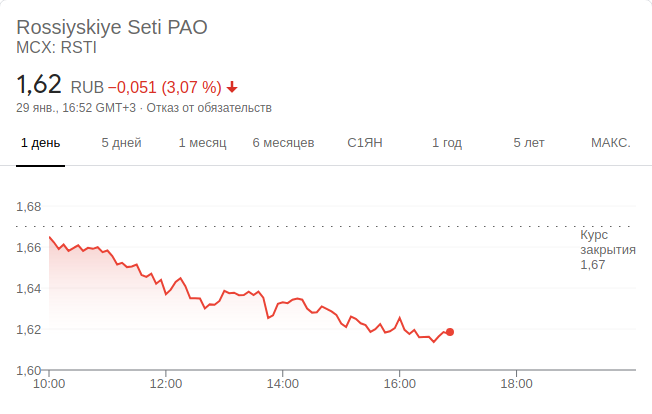 Rossiyskiye Seti PAO
MCX: RSTI
1,62 RUB −0,051 (3,07 %)
29 янв., 16:52 GMT+3 · Отказ от обязательств
1 день 5 дней 1 месяц 6 месяцев С1ЯН 1 год 5 лет МАКС.
1,68
Курс
закрытия
1,67
1,66
1,64
1,62
1,60
10:00 12:00 14:00 16:00 18:00